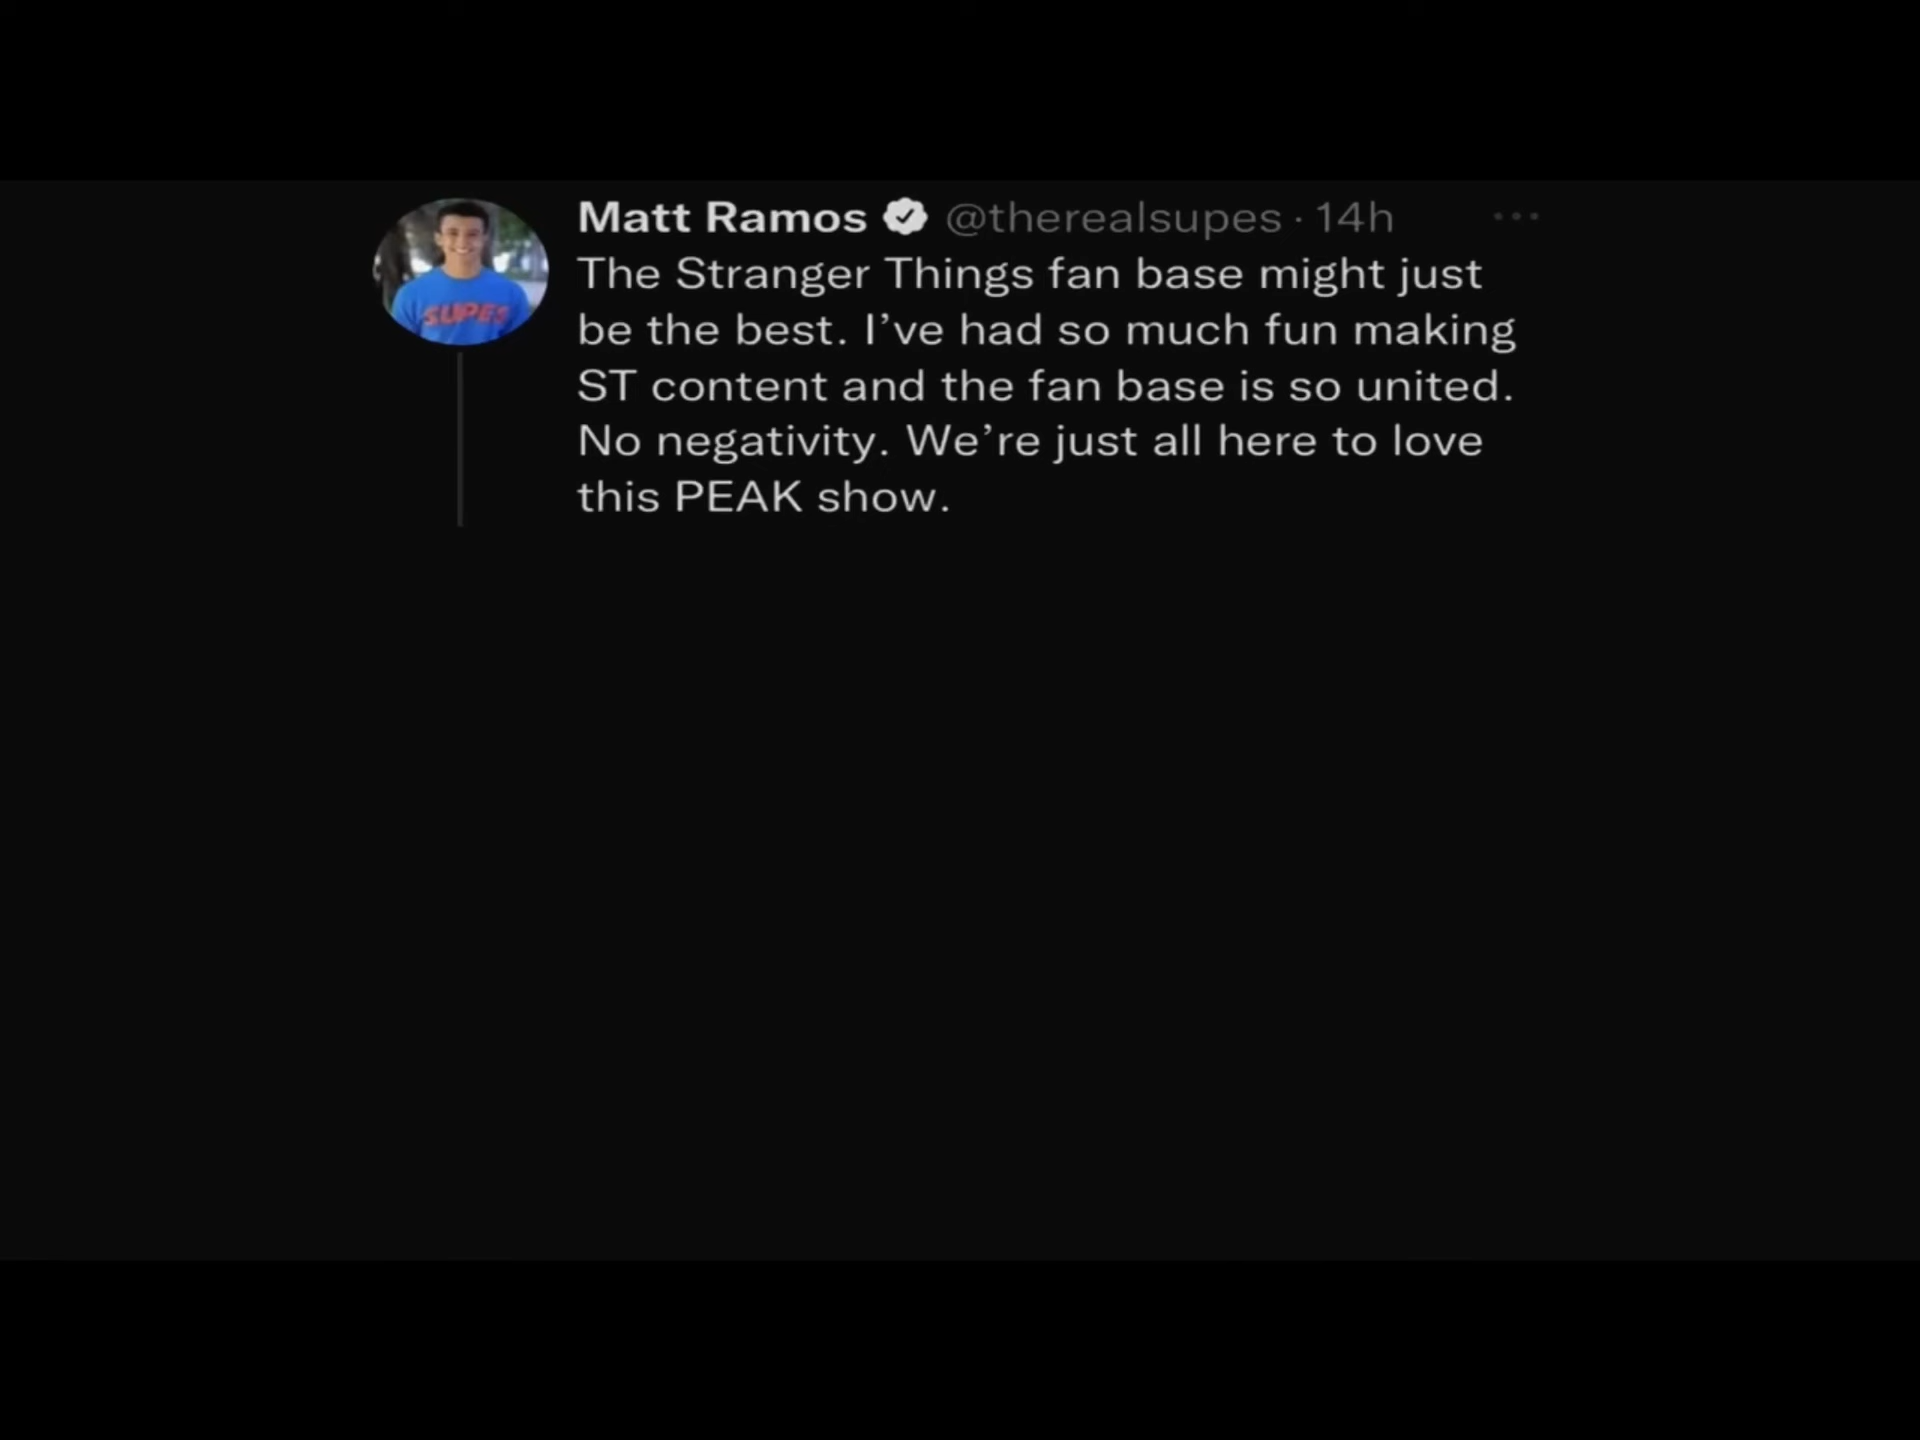 Matt Ramos @therealsupes · 14h
The Stranger Things fan base might just
be the best. I’ve had so much fun making
ST content and the fan base is so united.
No negativity. We’re just all here to love
this PEAK show.
SUPES